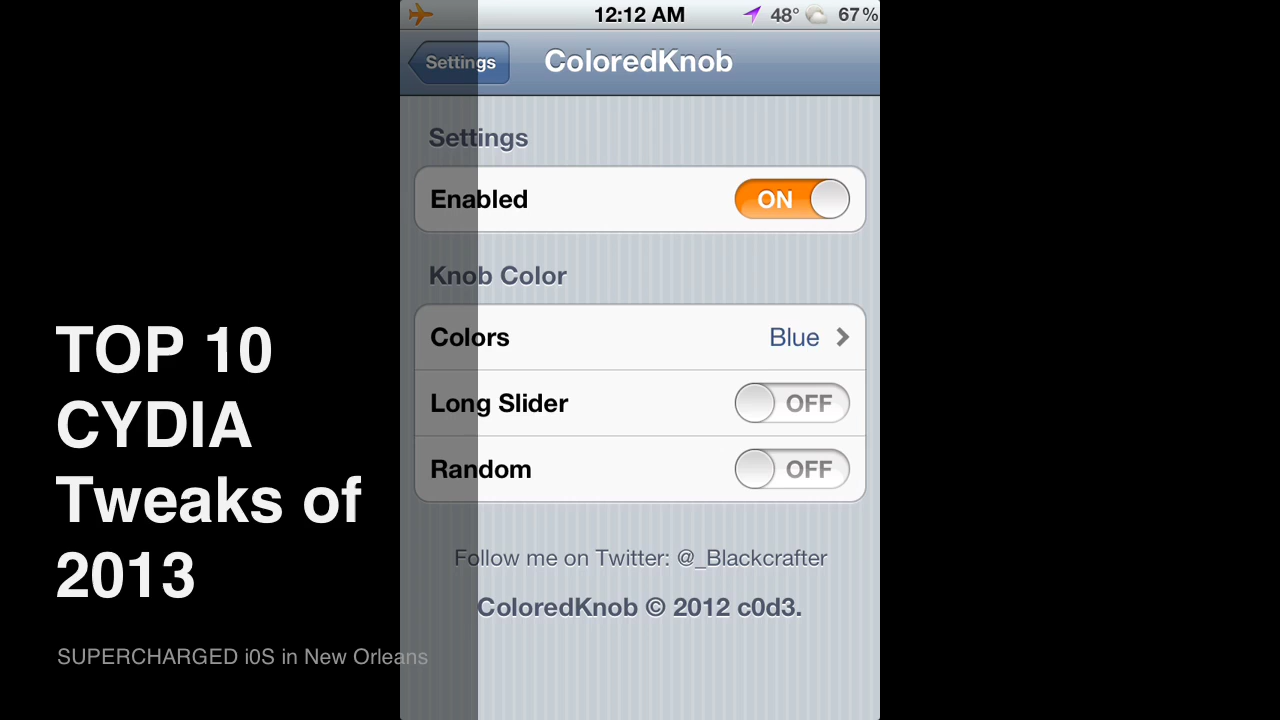 12:12 AM 48° 67%
Settings ColoredKnob
Settings
Enabled ON
Knob Color
Colors Blue
Long Slider OFF
Random OFF
Follow me on Twitter: @_Blackcrafter
ColoredKnob © 2012 c0d3.
TOP 10
CYDIA
Tweaks of
2013
SUPERCHARGED i0S in New Orleans